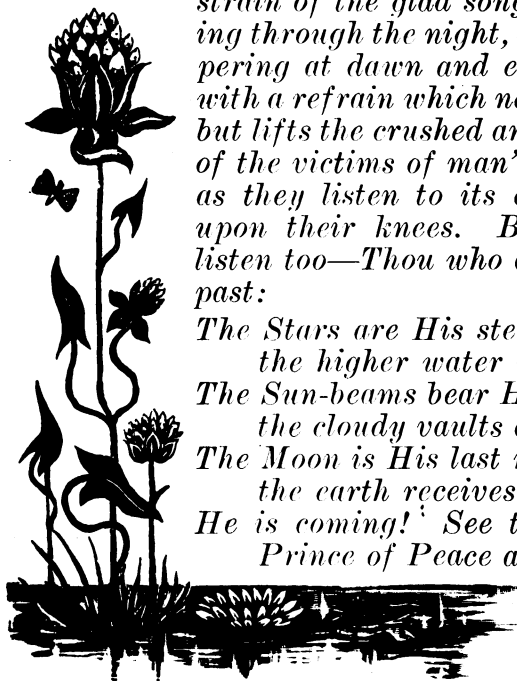 strain of the glad song
ing through the night,
pering at dawn and e
with a refrain which ne
but lifts the crushed an
of the victims of man'
as they listen to its
upon their knees. B
listen too—Thou who
past:
The Stars are His ste
the higher water
The Sun-beams bear H
the cloudy vaults
The Moon is His last
the earth receives
He is coming! See t
Prince of Peace a